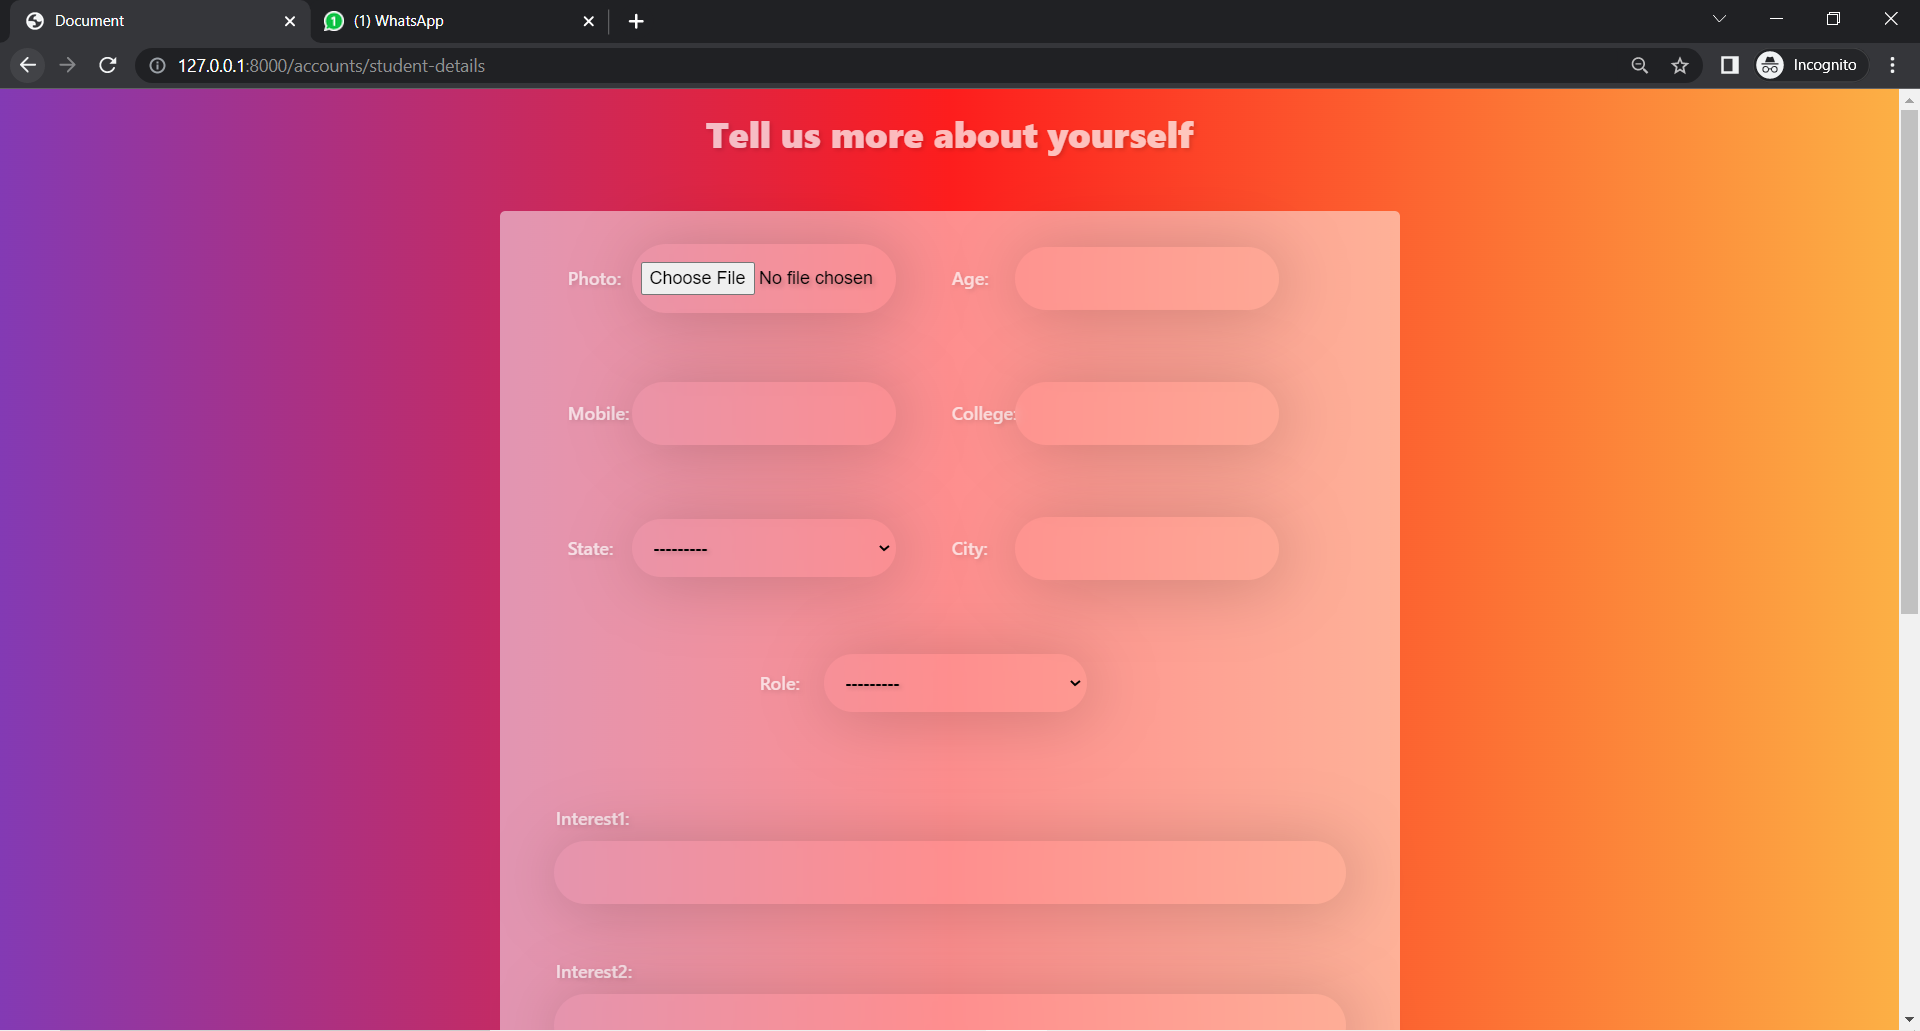 Document
(1) WhatsApp
127.0.0.1:8000/accounts/student-details
Incognito
Tell us more about yourself
Photo: Choose File No file chosen
Age:
Mobile:
College:
State: ---------
City:
Role: ---------
Interest1:
Interest2: